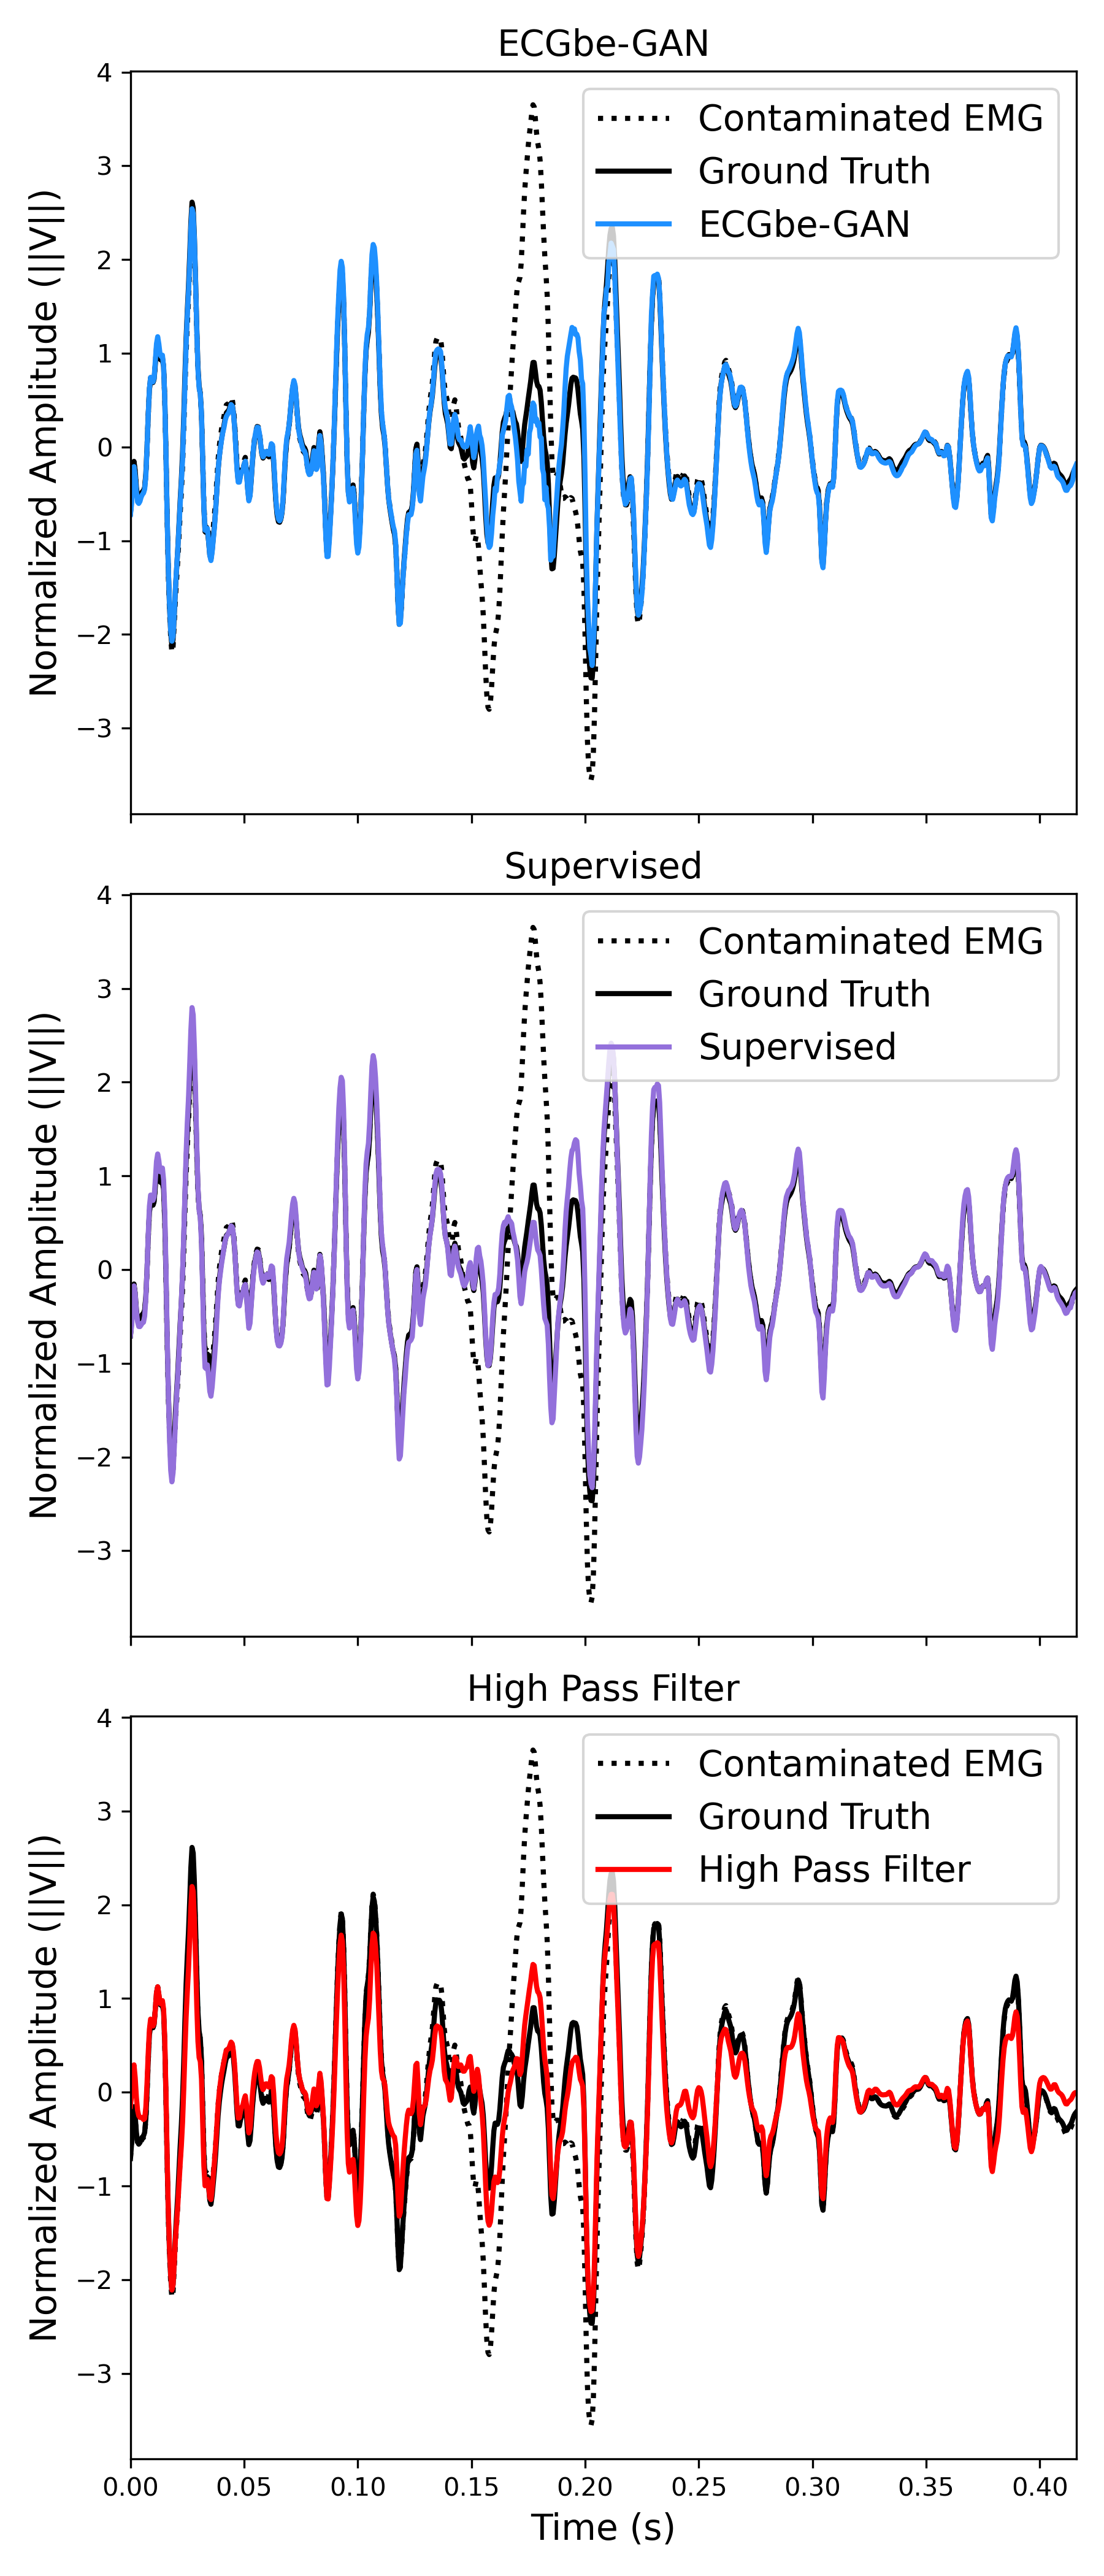 ECGbe-GAN
4
3
2
1
0
−1
−2
−3
Normalized Amplitude (||V||)
Contaminated EMG
Ground Truth
ECGbe-GAN
Supervised
4
3
2
1
0
−1
−2
−3
Normalized Amplitude (||V||)
Contaminated EMG
Ground Truth
Supervised
High Pass Filter
4
3
2
1
0
−1
−2
−3
Normalized Amplitude (||V||)
Contaminated EMG
Ground Truth
High Pass Filter
0.00 0.05 0.10 0.15 0.20 0.25 0.30 0.35 0.40
Time (s)